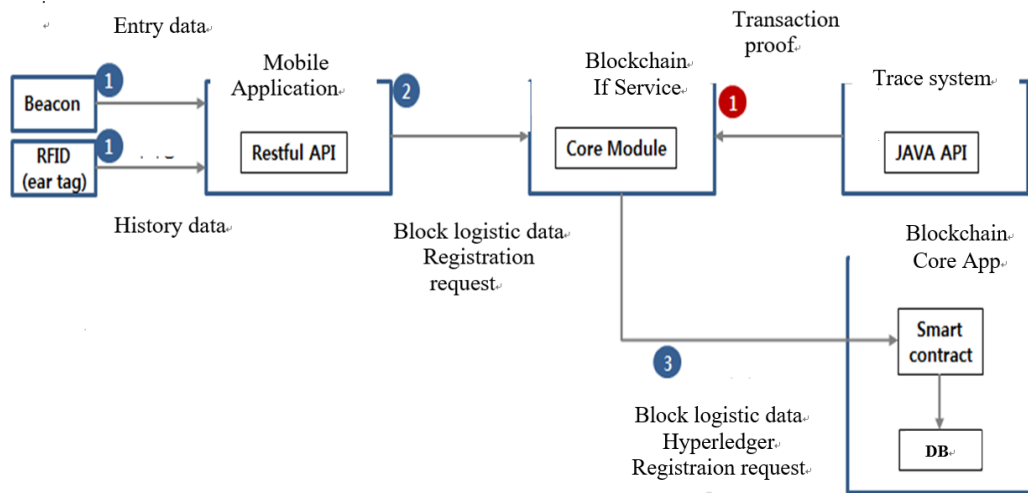 Entry data
Transaction
proof
Mobile
Application
Blockchain
If Service
Trace system
1
2
1
Beacon
Restful API
Core Module
JAVA API
1
RFID
(ear tag)
History data
Block logistic data
Registration
request
Blockchain
Core App
Smart
contract
3
Block logistic data
Hyperledger
Registraion request
DB